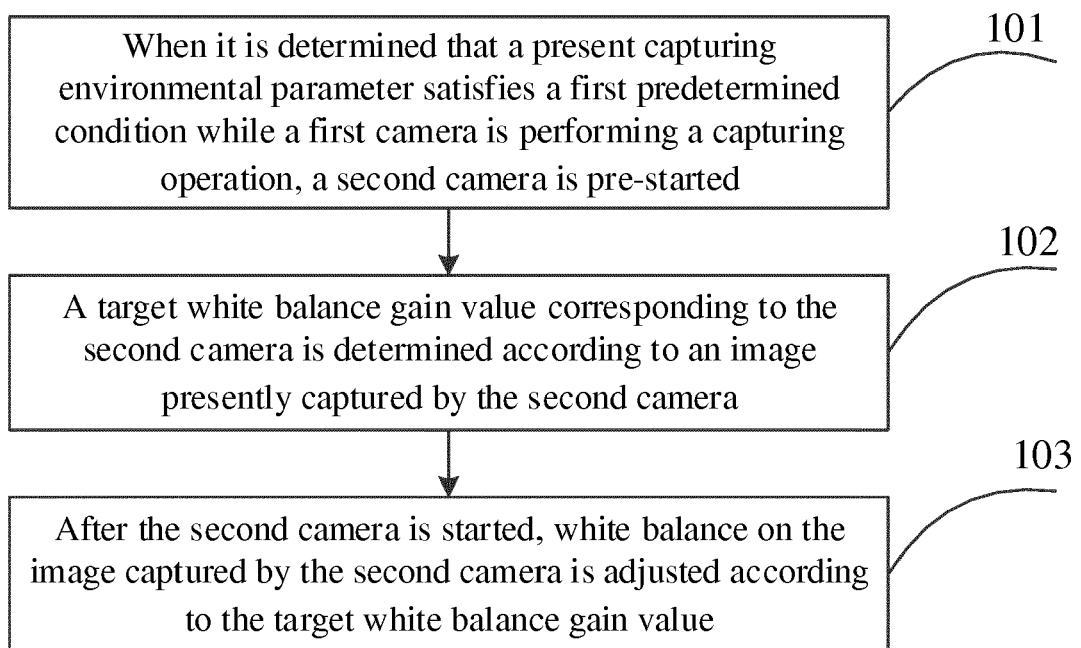 When it is determined that a present capturing
environmental parameter satisfies a first predetermined
condition while a first camera is performing a capturing
operation, a second camera is pre-started
101
A target white balance gain value corresponding to the
second camera is determined according to an image
presently captured by the second camera
102
After the second camera is started, white balance on the
image captured by the second camera is adjusted according
to the target white balance gain value
103